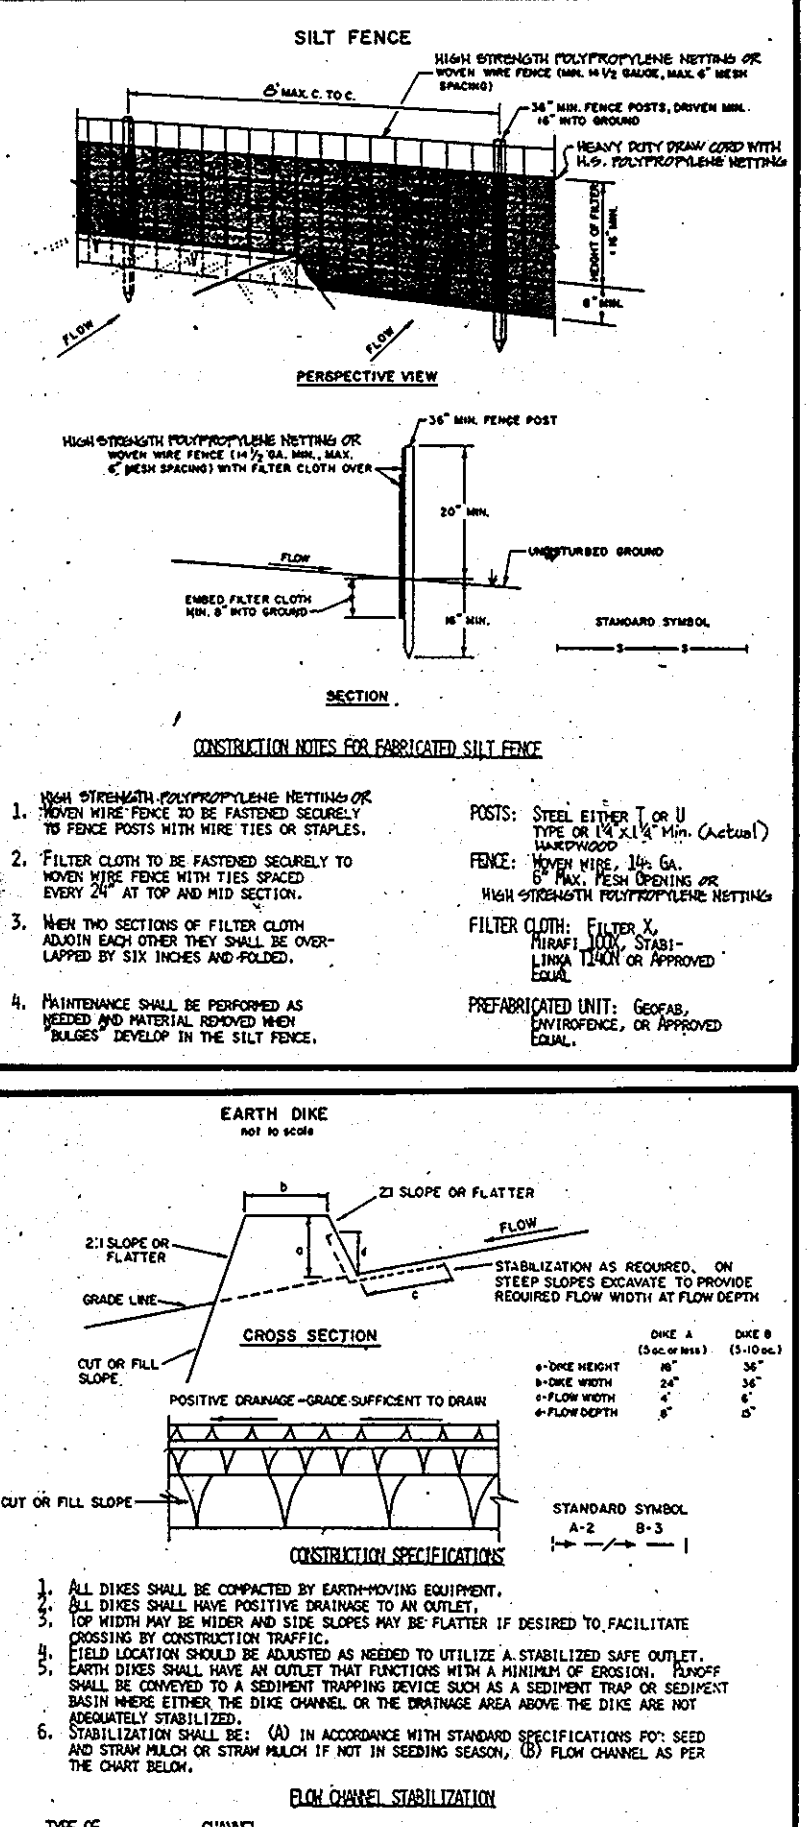 SILT FENCE
HIGH STRENGTH POLYPROPYLENE NETTING OR
WOVEN WIRE FENCE (MIN. 14 1/2 GAUGE, MAX. 6" MESH
SPACING)
8' MAX. C. TO C.
36" MIN. FENCE POSTS, DRIVEN MIN.
16" INTO GROUND
HEAVY DUTY DRAW CORD WITH
H.S. POLYPROPYLENE NETTING
HEIGHT OF FILTER
16" MIN.
8" MIN.
FLOW
FLOW
PERSPECTIVE VIEW
36" MIN. FENCE POST
HIGH STRENGTH POLYPROPYLENE NETTING OR
WOVEN WIRE FENCE (14 1/2 GA. MIN., MAX.
6" MESH SPACING) WITH FILTER CLOTH OVER
20" MIN.
FLOW
UNDISTURBED GROUND
EMBED FILTER CLOTH
MIN. 8" INTO GROUND
16" MIN.
STANDARD SYMBOL
S S
SECTION
CONSTRUCTION NOTES FOR FABRICATED SILT FENCE
HIGH STRENGTH POLYPROPYLENE NETTING OR
1. WOVEN WIRE FENCE TO BE FASTENED SECURELY
TO FENCE POSTS WITH WIRE TIES OR STAPLES.
2. FILTER CLOTH TO BE FASTENED SECURELY TO
WOVEN WIRE FENCE WITH TIES SPACED
EVERY 24" AT TOP AND MID SECTION.
3. WHEN TWO SECTIONS OF FILTER CLOTH
ADJOIN EACH OTHER THEY SHALL BE OVER-
LAPPED BY SIX INCHES AND FOLDED.
4. MAINTENANCE SHALL BE PERFORMED AS
NEEDED AND MATERIAL REMOVED WHEN
"BULGES" DEVELOP IN THE SILT FENCE.
POSTS: STEEL EITHER T OR U
TYPE OR 1¼" X 1¼" Min. (Actual)
HARDWOOD
FENCE: WOVEN WIRE, 14½ GA.
6" MAX. MESH OPENING OR
HIGH STRENGTH POLYPROPYLENE NETTING
FILTER CLOTH: FILTER X,
MIRAFI 100X, STABI-
LINKA T140N OR APPROVED
EQUAL
PREFABRICATED UNIT: GEOFAB,
ENVIROFENCE, OR APPROVED
EQUAL.
EARTH DIKE
not to scale
b
2:1 SLOPE OR FLATTER
2:1 SLOPE OR
FLATTER
a
d
FLOW
STABILIZATION AS REQUIRED. ON
STEEP SLOPES EXCAVATE TO PROVIDE
REQUIRED FLOW WIDTH AT FLOW DEPTH
GRADE LINE
c
CROSS SECTION
CUT OR FILL
SLOPE
DIKE A DIKE B
(5 ac. or less) (5-10 ac.)
a-DIKE HEIGHT 18" 36"
b-DIKE WIDTH 24" 36"
c-FLOW WIDTH 4' 6'
d-FLOW DEPTH 8" 15"
POSITIVE DRAINAGE-GRADE SUFFICENT TO DRAIN
CUT OR FILL SLOPE
STANDARD SYMBOL
A-2 B-3
CONSTRUCTION SPECIFICATIONS
1. ALL DIKES SHALL BE COMPACTED BY EARTH-MOVING EQUIPMENT.
2. ALL DIKES SHALL HAVE POSITIVE DRAINAGE TO AN OUTLET.
3. TOP WIDTH MAY BE WIDER AND SIDE SLOPES MAY BE FLATTER IF DESIRED TO FACILITATE
CROSSING BY CONSTRUCTION TRAFFIC.
4. FIELD LOCATION SHOULD BE ADJUSTED AS NEEDED TO UTILIZE A STABILIZED SAFE OUTLET.
5. EARTH DIKES SHALL HAVE AN OUTLET THAT FUNCTIONS WITH A MINIMUM OF EROSION. RUNOFF
SHALL BE CONVEYED TO A SEDIMENT TRAPPING DEVICE SUCH AS A SEDIMENT TRAP OR SEDIMENT
BASIN WHERE EITHER THE DIKE CHANNEL OR THE DRAINAGE AREA ABOVE THE DIKE ARE NOT
ADEQUATELY STABILIZED.
6. STABILIZATION SHALL BE: (A) IN ACCORDANCE WITH STANDARD SPECIFICATIONS FOR SEED
AND STRAW MULCH OR STRAW MULCH IF NOT IN SEEDING SEASON, (B) FLOW CHANNEL AS PER
THE CHART BELOW.
FLOW CHANNEL STABILIZATION
TYPE OF CHANNEL